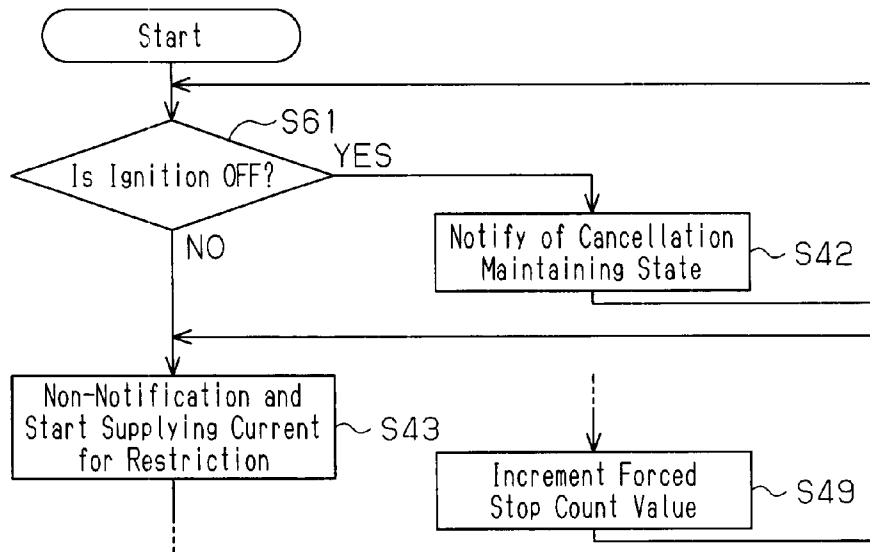 Start
S61
Is Ignition OFF?
YES
NO
Notify of Cancellation
Maintaining State
S42
Non-Notification and
Start Supplying Current
for Restriction
S43
Increment Forced
Stop Count Value
S49